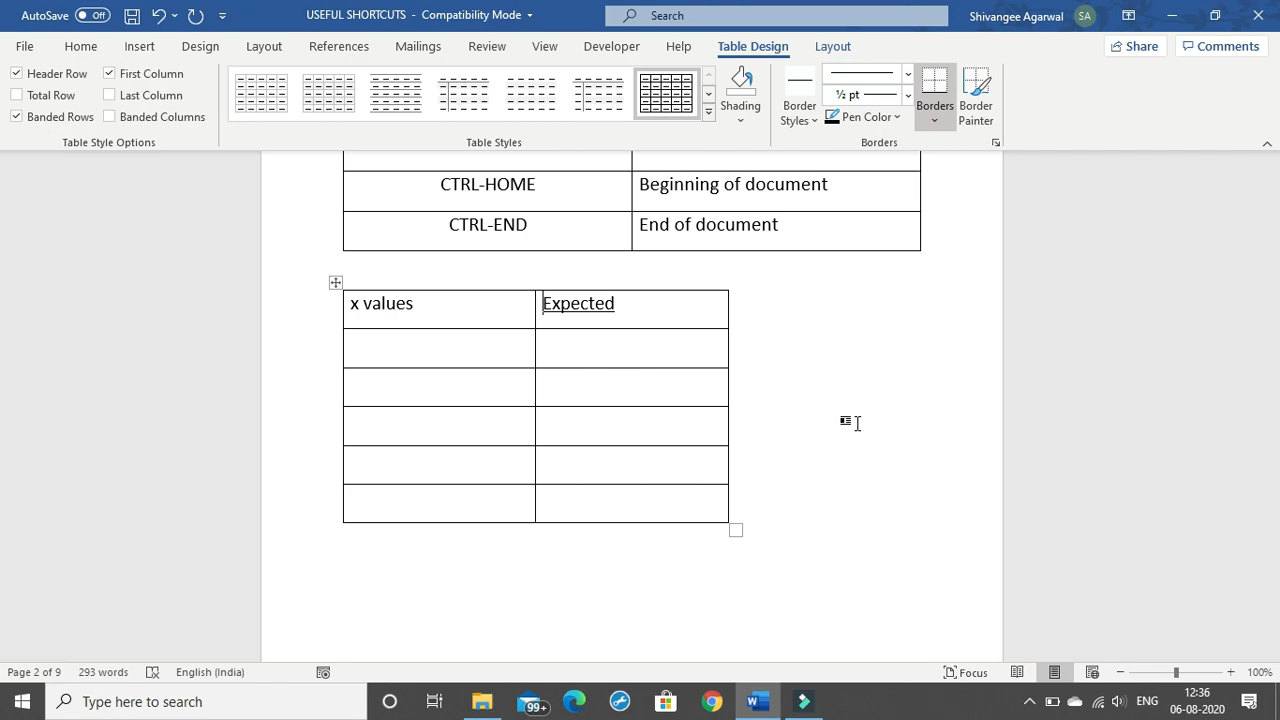 AutoSave Off USEFUL SHORTCUTS - Compatibility Mode Search Shivangee Agarwal SA
File Home Insert Design Layout References Mailings Review View Developer Help Table Design Layout Share Comments
Header Row First Column
Total Row Last Column
Banded Rows Banded Columns
Table Style Options
Table Styles
Shading
Border Styles
½ pt
Pen Color
Borders
Border Painter
Borders
CTRL-HOME Beginning of document
CTRL-END End of document
x values Expected
Page 2 of 9 293 words English (India) Focus 100%
Type here to search 99+ ENG 12:36
06-08-2020